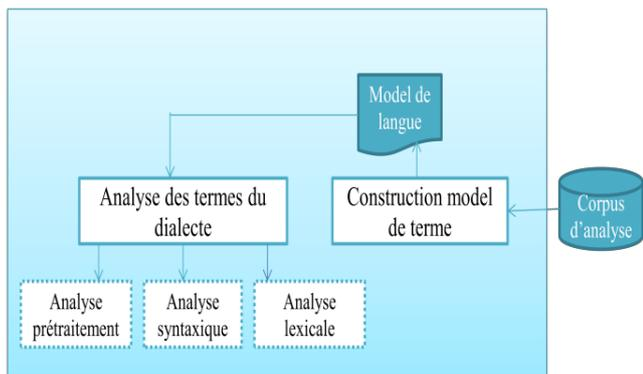 Model de
langue
Analyse des termes du
dialecte
Construction model
de terme
Corpus
d’analyse
Analyse
prétraitement
Analyse
syntaxique
Analyse
lexicale